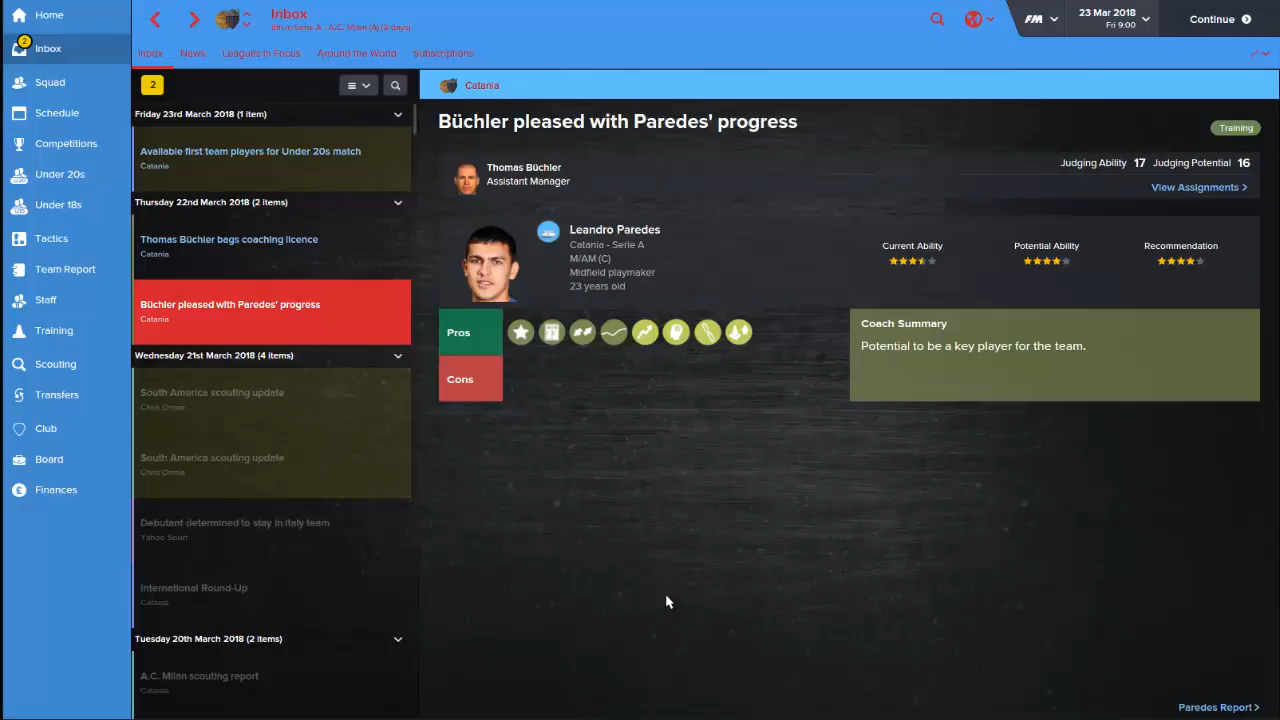 Home
2
Inbox
Squad
Schedule
Competitions
Under 20s
Under 18s
Tactics
Team Report
Staff
Training
Scouting
Transfers
Club
Board
Finances
Inbox
FM
23 Mar 2018
Fri 9:00
Continue
Inbox
News
Leagues in Focus
Around the World
Subscriptions
2
Friday 23rd March 2018 (1 item)
Available first team players for Under 20s match
Catania
Thursday 22nd March 2018 (2 items)
Thomas Büchler bags coaching licence
Catania
Büchler pleased with Paredes' progress
Catania
Wednesday 21st March 2018 (4 items)
South America scouting update
Chris Orme
South America scouting update
Chris Orme
Debutant determined to stay in Italy team
Yahoo Sport
International Round-Up
Catania
Tuesday 20th March 2018 (2 items)
A.C. Milan scouting report
Catania
Catania
Büchler pleased with Paredes' progress
Training
Thomas Büchler
Assistant Manager
Judging Ability 17 Judging Potential 16
View Assignments >
Leandro Paredes
Catania - Serie A
M/AM (C)
Midfield playmaker
23 years old
Current Ability
Potential Ability
Recommendation
Pros
Cons
Coach Summary
Potential to be a key player for the team.
Paredes Report >